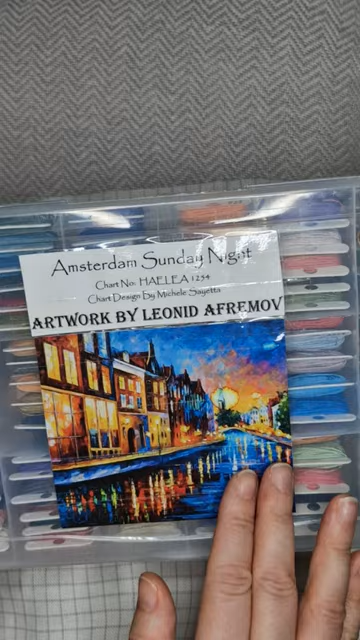 Amsterdam Sunday Night
Chart No: HAELEA 1254
Chart Design By Michele Sayetta
ARTWORK BY LEONID AFREMOV